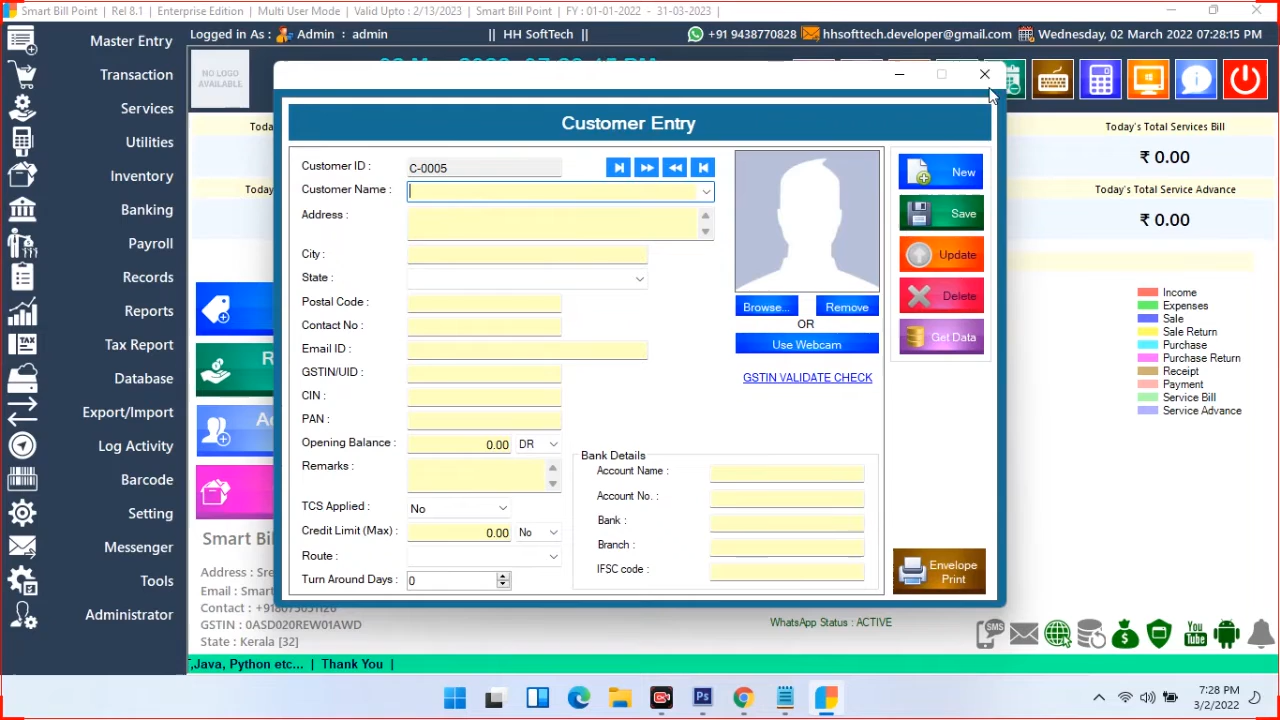 Smart Bill Point | Rel 8.1 | Enterprise Edition | Multi User Mode | Valid Upto : 2/13/2023 | Smart Bill Point | FY : 01-01-2022 - 31-03-2023 |
Logged in As : Admin : admin || HH SoftTech || +91 9438770828 hhsofttech.developer@gmail.com Wednesday, 02 March 2022 07:28:15 PM
Master Entry
Transaction
Services
Utilities
Inventory
Banking
Payroll
Records
Reports
Tax Report
Database
Export/Import
Log Activity
Barcode
Setting
Messenger
Tools
Administrator
NO LOGO
AVAILABLE
Customer Entry
Customer ID : C-0005
Customer Name :
Address :
City :
State :
Postal Code :
Contact No :
Email ID :
GSTIN/UID :
CIN :
PAN :
Opening Balance : 0.00 DR
Remarks :
TCS Applied : No
Credit Limit (Max) : 0.00 No
Route :
Turn Around Days : 0
Browse... Remove
OR
Use Webcam
GSTIN VALIDATE CHECK
Bank Details
Account Name :
Account No. :
Bank :
Branch :
IFSC code :
New
Save
Update
Delete
Get Data
Envelope
Print
Today's Total Services Bill
₹ 0.00
Today's Total Service Advance
₹ 0.00
Income
Expenses
Sale
Sale Return
Purchase
Purchase Return
Receipt
Payment
Service Bill
Service Advance
Smart Bil
Address : Sre
Email : Smart
Contact :
GSTIN : 0ASD020REW01AWD
State : Kerala [32]
WhatsApp Status : ACTIVE
SMS
You
Tube
,Java, Python etc... | Thank You |
7:28 PM
3/2/2022